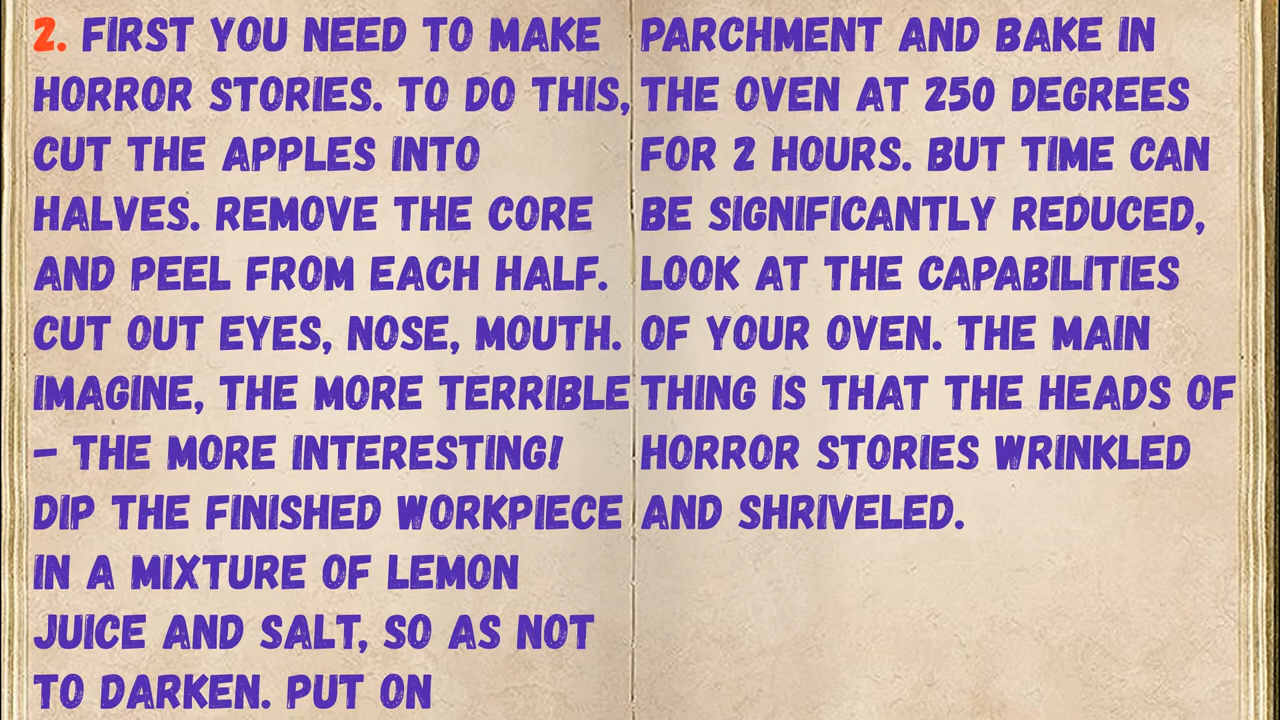 2. FIRST YOU NEED TO MAKE
HORROR STORIES. TO DO THIS,
CUT THE APPLES INTO
HALVES. REMOVE THE CORE
AND PEEL FROM EACH HALF.
CUT OUT EYES, NOSE, MOUTH.
IMAGINE, THE MORE TERRIBLE
– THE MORE INTERESTING!
DIP THE FINISHED WORKPIECE
IN A MIXTURE OF LEMON
JUICE AND SALT, SO AS NOT
TO DARKEN. PUT ON
PARCHMENT AND BAKE IN
THE OVEN AT 250 DEGREES
FOR 2 HOURS. BUT TIME CAN
BE SIGNIFICANTLY REDUCED,
LOOK AT THE CAPABILITIES
OF YOUR OVEN. THE MAIN
THING IS THAT THE HEADS OF
HORROR STORIES WRINKLED
AND SHRIVELED.